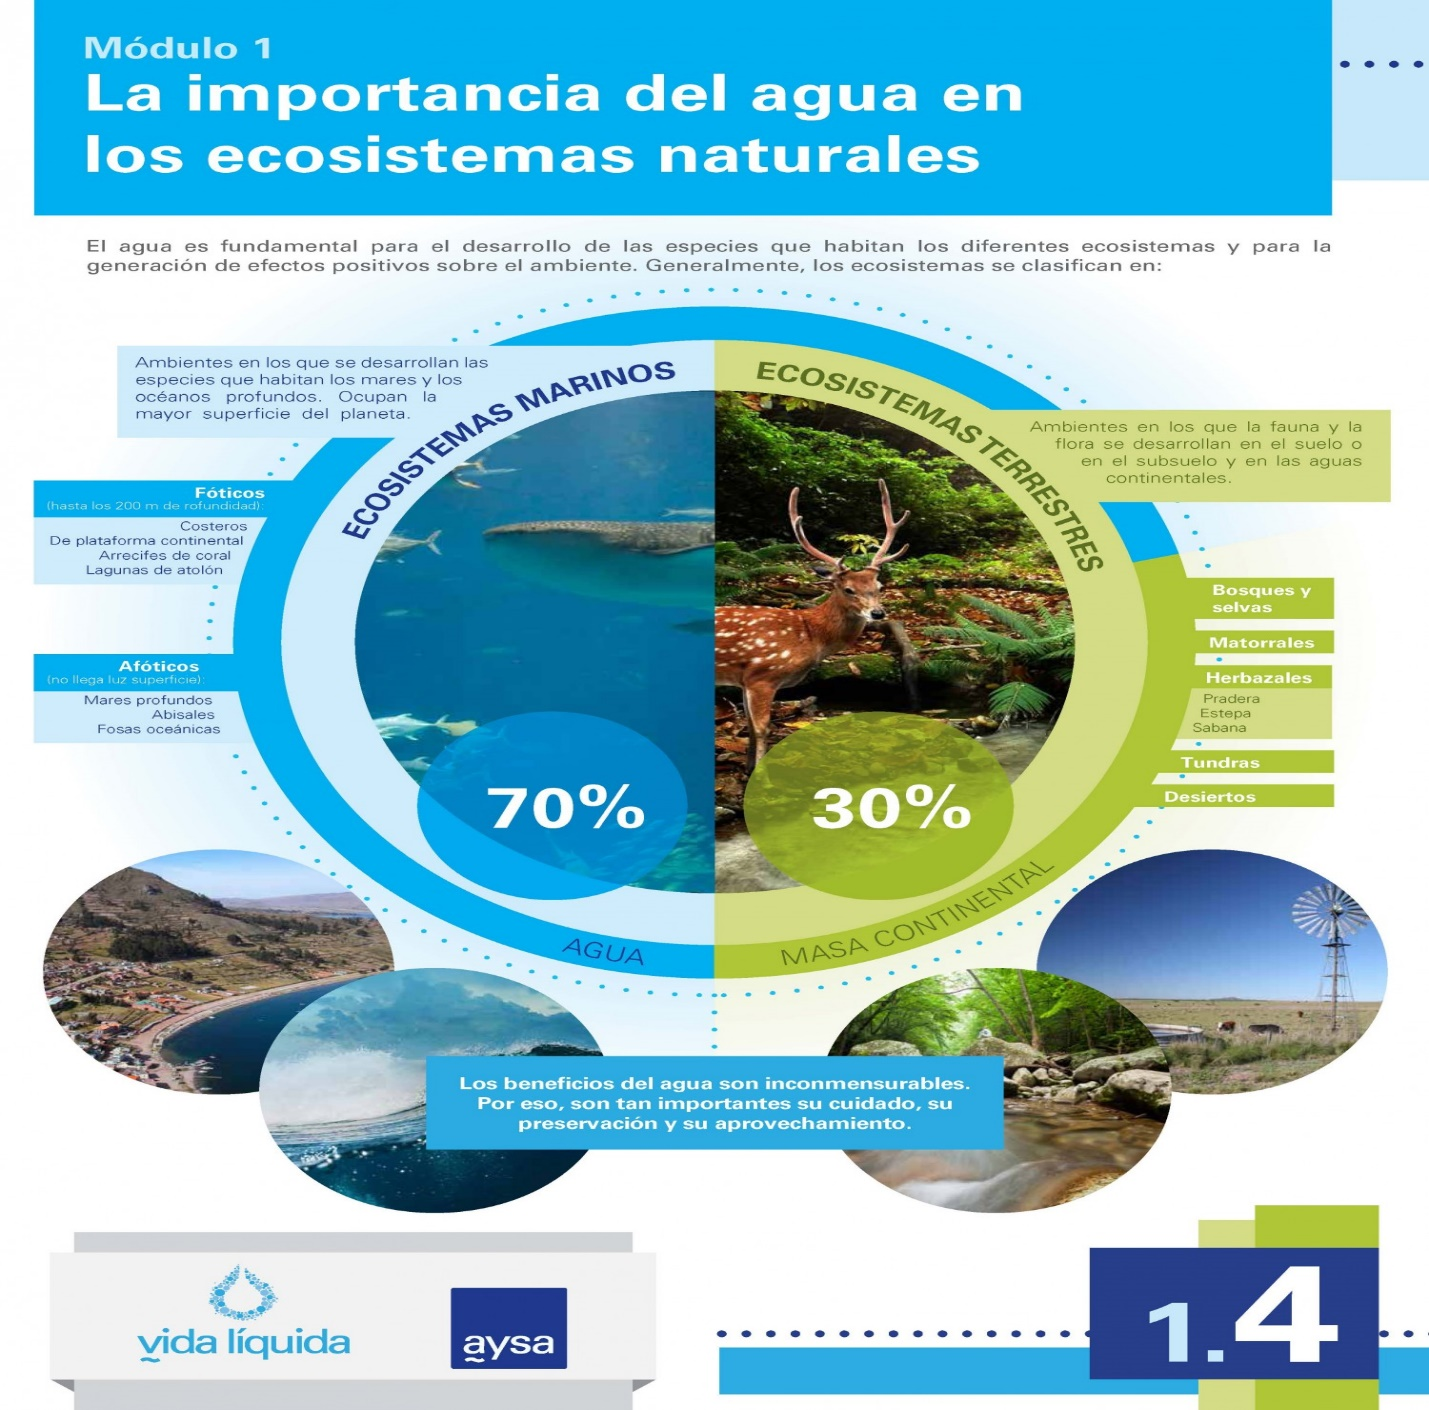 Módulo 1
La importancia del agua en
los ecosistemas naturales
El agua es fundamental para el desarrollo de las especies que habitan los diferentes ecosistemas y para la
generación de efectos positivos sobre el ambiente. Generalmente, los ecosistemas se clasifican en:
ECOSISTEMAS MARINOS
Ambientes en los que se desarrollan las
especies que habitan los mares y los
océanos profundos. Ocupan la
mayor superficie del planeta.
Fóticos
(hasta los 200 m de rofundidad):
Costeros
De plataforma continental
Arrecifes de coral
Lagunas de atolón
Afóticos
(no llega luz superficie):
Mares profundos
Abisales
Fosas oceánicas
70%
AGUA
ECOSISTEMAS TERRESTRES
Ambientes en los que la fauna y la
flora se desarrollan en el suelo o
en el subsuelo y en las aguas
continentales.
Bosques y
selvas
Matorrales
Herbazales
Pradera
Estepa
Sabana
Tundras
Desiertos
30%
MASA CONTINENTAL
Los beneficios del agua son inconmensurables.
Por eso, son tan importantes su cuidado, su
preservación y su aprovechamiento.
vida líquida
aysa
1.4